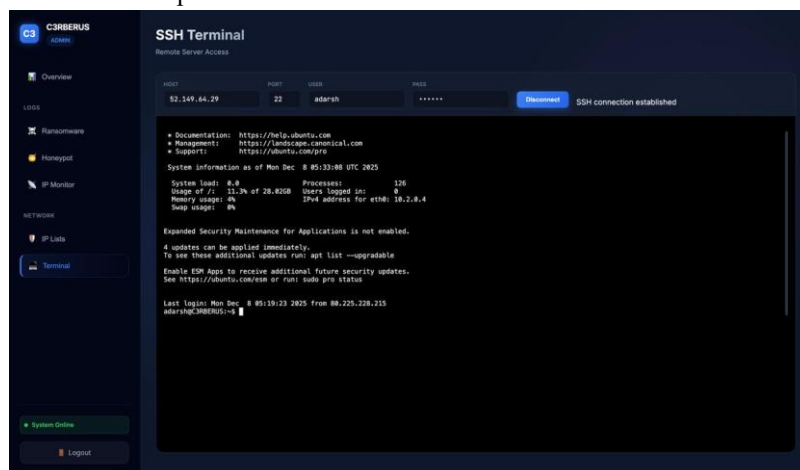 C3
C3RBERUS
ADMIN
Overview
LOGS
Ransomware
Honeypot
IP Monitor
NETWORK
IP Lists
Terminal
System Online
Logout
SSH Terminal
Remote Server Access
HOST PORT USER PASS
52.149.64.29 22 adarsh •••••• Disconnect SSH connection established
* Documentation: https://help.ubuntu.com
* Management: https://landscape.canonical.com
* Support: https://ubuntu.com/pro
System information as of Mon Dec 8 05:33:08 UTC 2025
System load: 0.0 Processes: 126
Usage of /: 11.3% of 28.02GB Users logged in: 0
Memory usage: 4% IPv4 address for eth0: 10.2.0.4
Swap usage: 0%
Expanded Security Maintenance for Applications is not enabled.
4 updates can be applied immediately.
To see these additional updates run: apt list --upgradable
Enable ESM Apps to receive additional future security updates.
See https://ubuntu.com/esm or run: sudo pro status
Last login: Mon Dec 8 05:19:23 2025 from 80.225.228.215
adarsh@C3RBERUS:~$